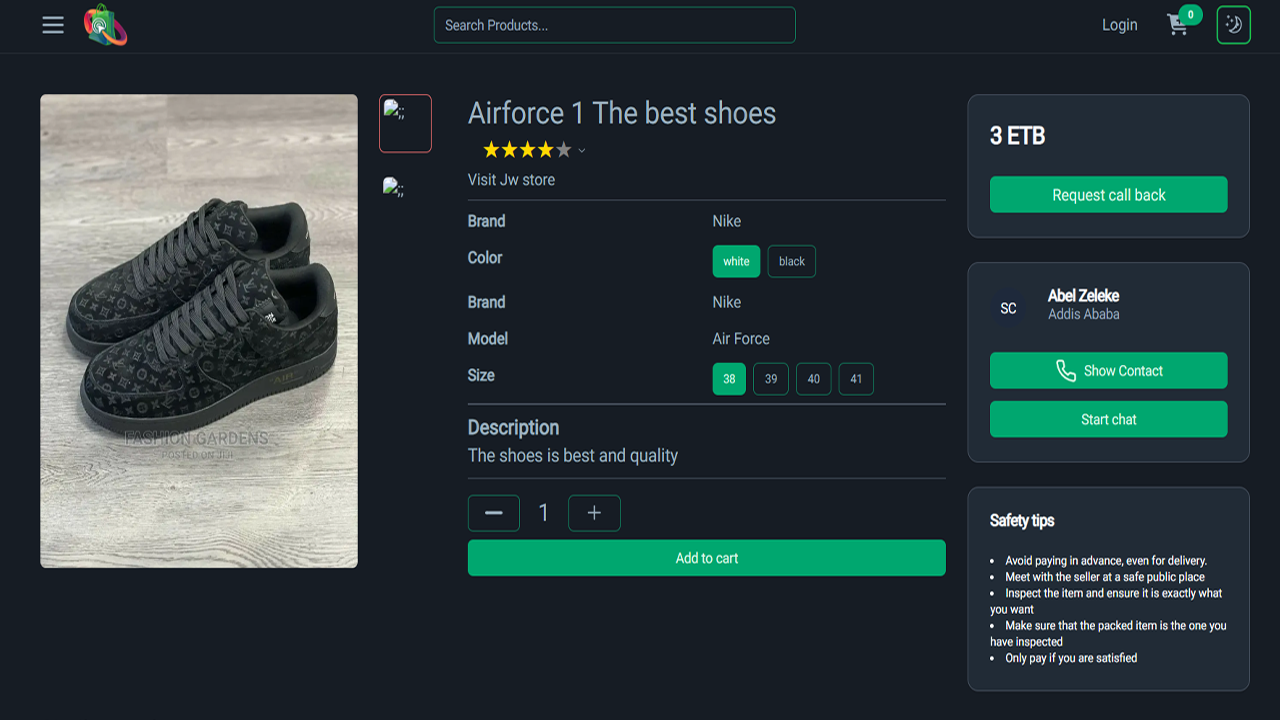 Search Products...
Login
0
Airforce 1 The best shoes
Visit Jw store
Brand
Nike
Color
white
black
Brand
Nike
Model
Air Force
Size
38
39
40
41
Description
The shoes is best and quality
1
Add to cart
FASHION GARDENS
POSTED ON JIJI
AIR
;;
;;
3 ETB
Request call back
SC
Abel Zeleke
Addis Ababa
Show Contact
Start chat
Safety tips
• Avoid paying in advance, even for delivery.
• Meet with the seller at a safe public place
• Inspect the item and ensure it is exactly what
you want
• Make sure that the packed item is the one you
have inspected
• Only pay if you are satisfied